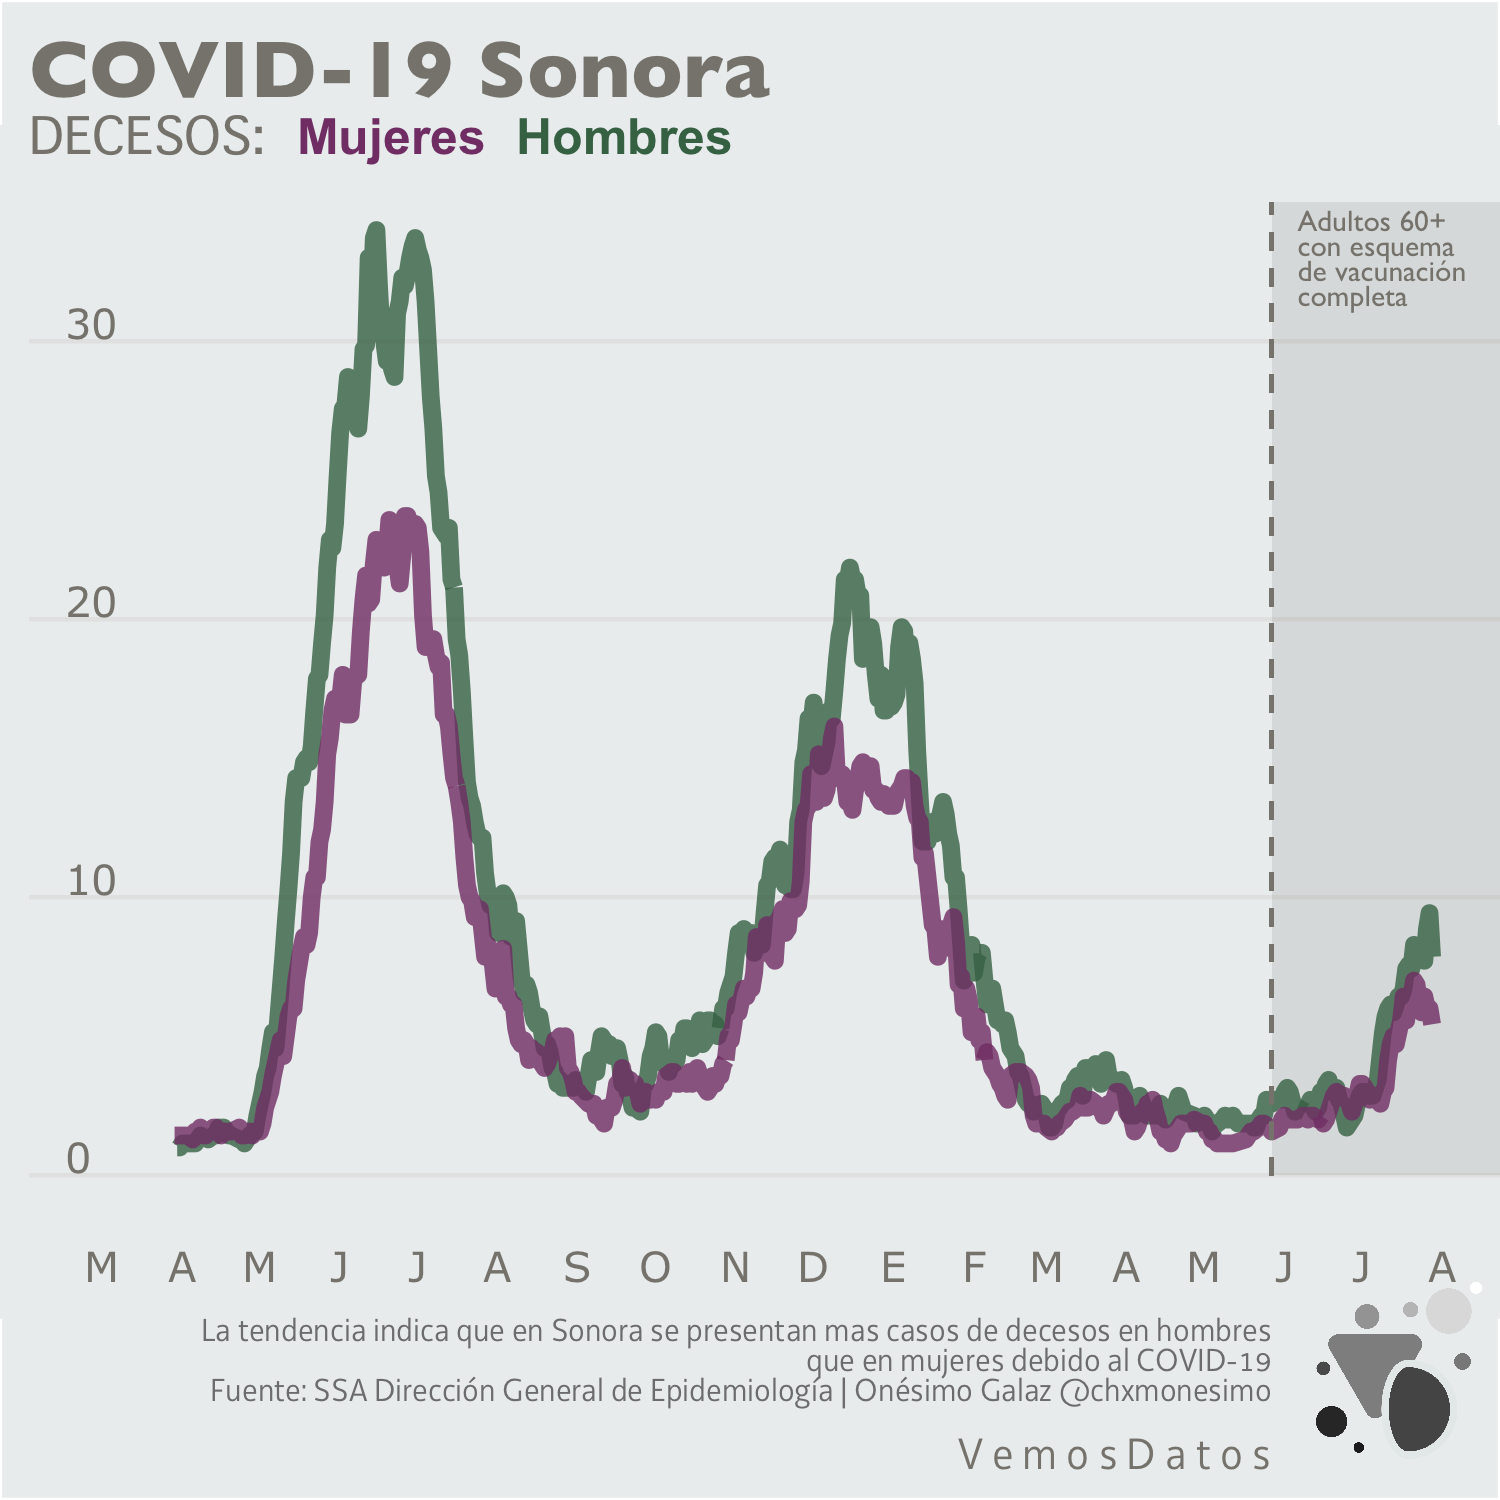 COVID-19 Sonora
DECESOS: Mujeres Hombres
Adultos 60+
con esquema
de vacunación
completa
30
20
10
0
M A M J J A S O N D E F M A M J J A
La tendencia indica que en Sonora se presentan mas casos de decesos en hombres
que en mujeres debido al COVID-19
Fuente: SSA Dirección General de Epidemiología | Onésimo Galaz @chxmonesimo
VemosDatos